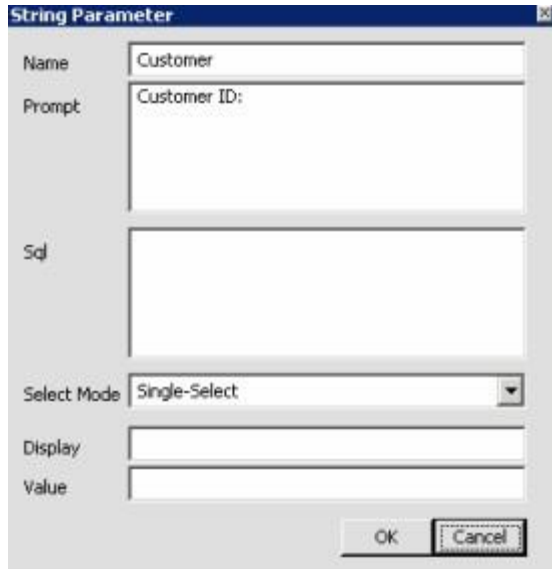 String Parameter
Name Customer
Prompt Customer ID:
Sql
Select Mode Single-Select
Display
Value
OK Cancel